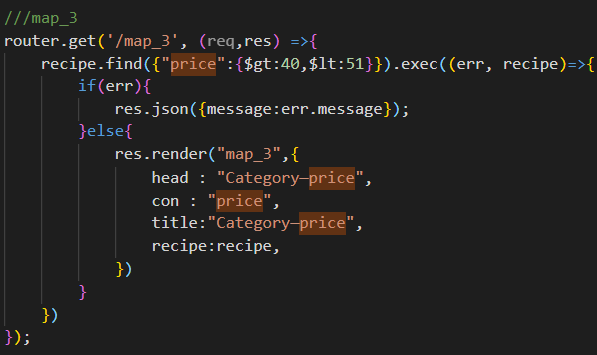 ///map_3
router.get('/map_3', (req,res) =>{
    recipe.find({"price":{$gt:40,$lt:51}}).exec((err, recipe)=>{
        if(err){
            res.json({message:err.message});
        }else{
            res.render("map_3",{
                head : "Category—price",
                con : "price",
                title:"Category—price",
                recipe:recipe,
            })
        }
    })
});